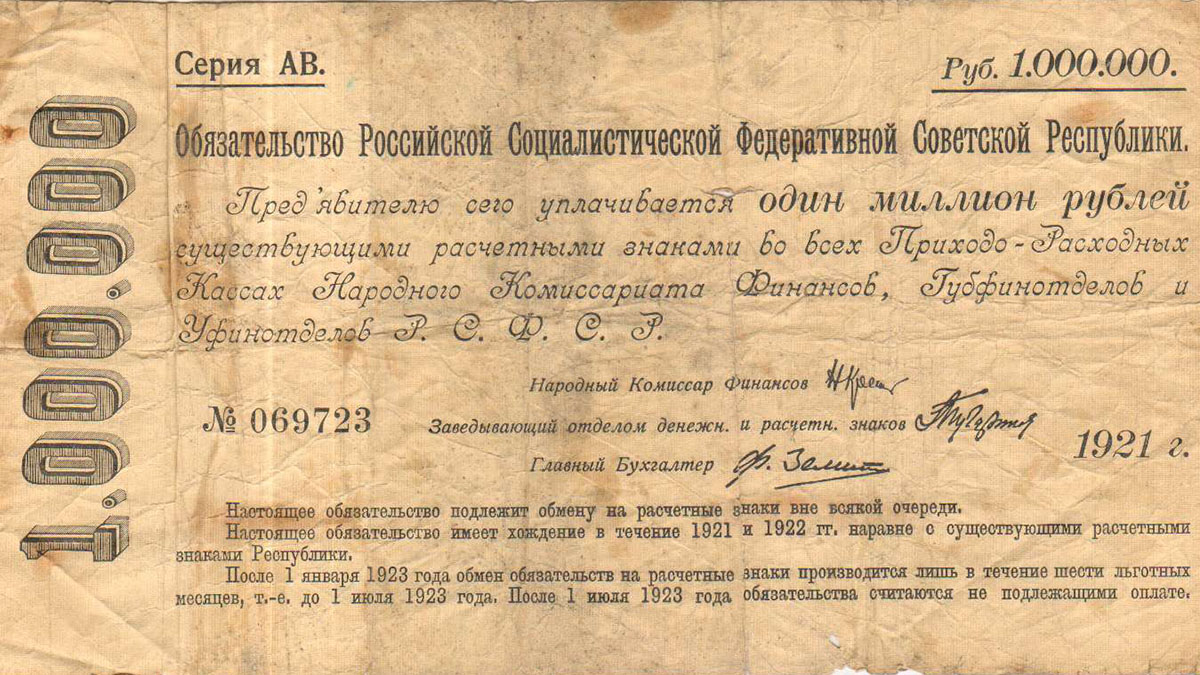 Серия АВ.
Руб. 1.000.000.
1.000.000
Обязательство Российской Социалистической Федеративной Советской Республики.
Пред'явителю сего уплачивается один миллион рублей
существующими расчетными знаками во всех Приходо-Расходных
Кассах Народного Комиссариата Финансов, Губфинотделов и
Уфинотделов Р. С. Ф. С. Р.
Народный Комиссар Финансов
№ 069723
Заведывающий отделом денежн. и расчетн. знаков
1921 г.
Главный Бухгалтер
Настоящее обязательство подлежит обмену на расчетные знаки вне всякой очереди.
Настоящее обязательство имеет хождение в течение 1921 и 1922 гг. наравне с существующими расчетными
знаками Республики.
После 1 января 1923 года обмен обязательств на расчетные знаки производится лишь в течение шести льготных
месяцев, т.-е. до 1 июля 1923 года. После 1 июля 1923 года обязательства считаются не подлежащими оплате.